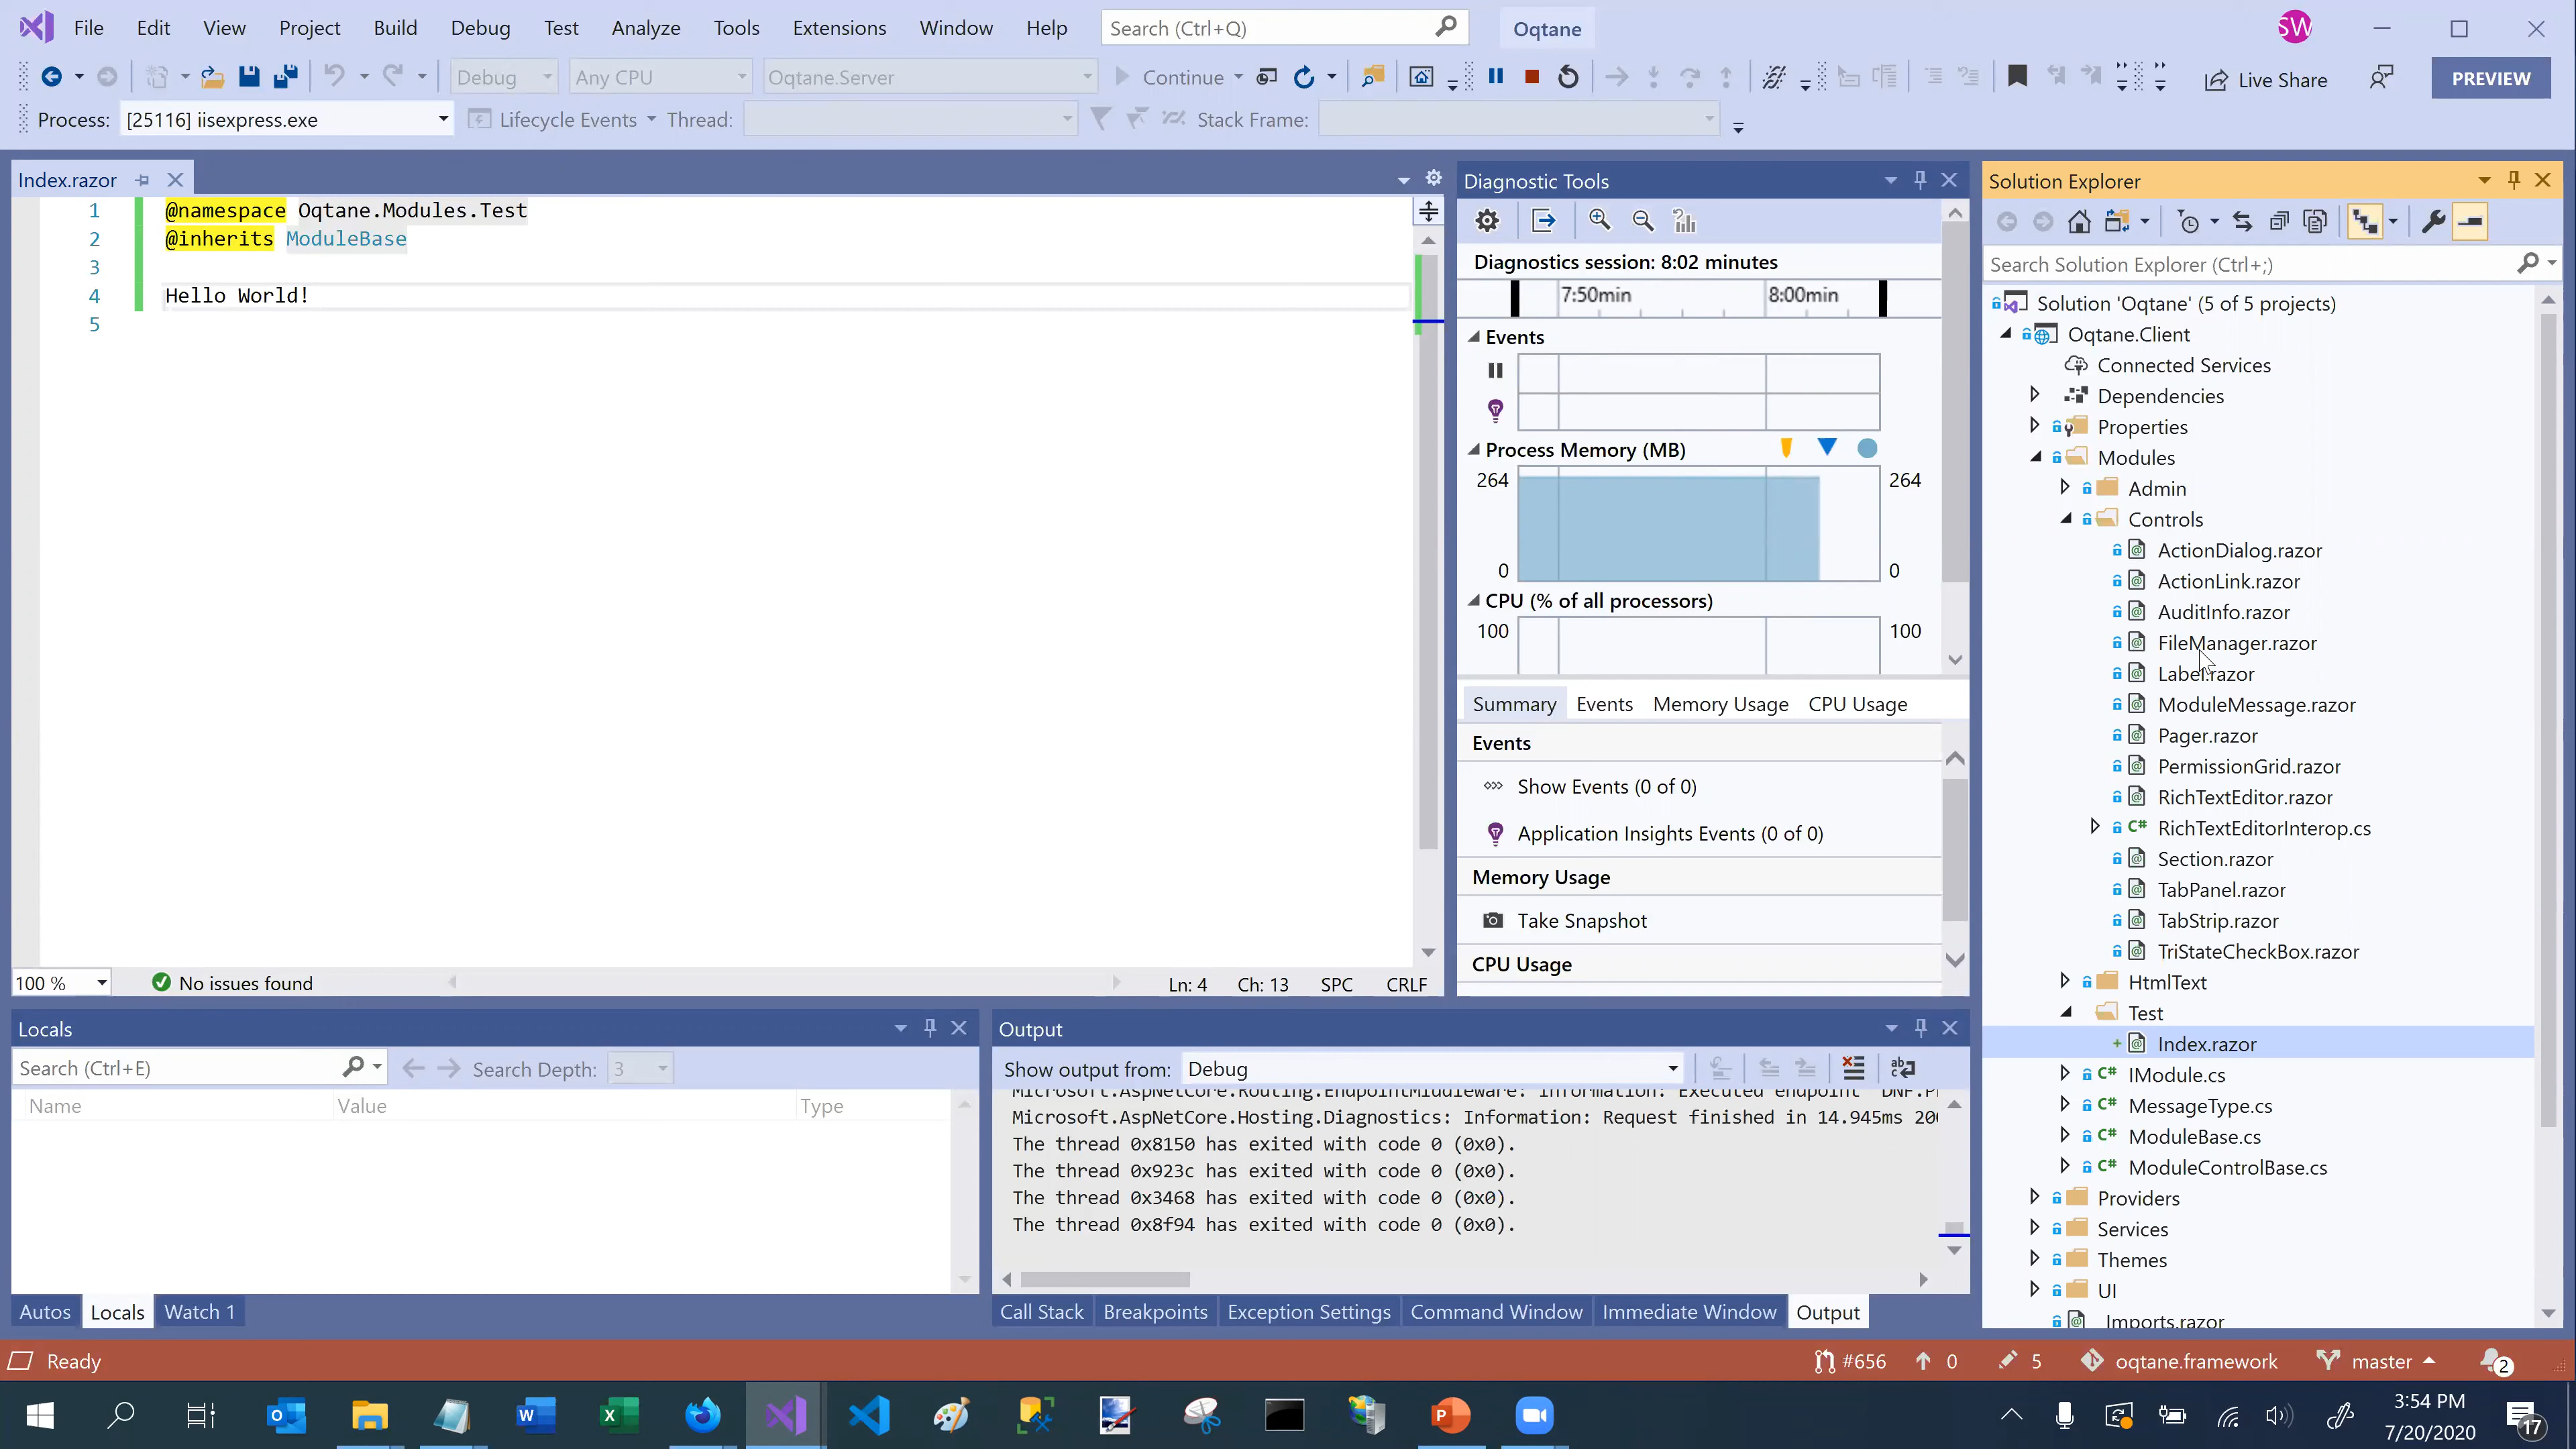 File Edit View Project Build Debug Test Analyze Tools Extensions Window Help Search (Ctrl+Q) Oqtane SW
Debug Any CPU Oqtane.Server Continue Live Share PREVIEW
Process: [25116] iisexpress.exe Lifecycle Events Thread: Stack Frame:
Index.razor
1 @namespace Oqtane.Modules.Test
2 @inherits ModuleBase
3
4 Hello World!
5
100 % No issues found Ln: 4 Ch: 13 SPC CRLF
Diagnostic Tools
Diagnostics session: 8:02 minutes
7:50min 8:00min
Events
Process Memory (MB)
264 264
0 0
CPU (% of all processors)
100 100
Summary Events Memory Usage CPU Usage
Events
Show Events (0 of 0)
Application Insights Events (0 of 0)
Memory Usage
Take Snapshot
CPU Usage
Solution Explorer
Search Solution Explorer (Ctrl+;)
Solution 'Oqtane' (5 of 5 projects)
Oqtane.Client
Connected Services
Dependencies
Properties
Modules
Admin
Controls
ActionDialog.razor
ActionLink.razor
AuditInfo.razor
FileManager.razor
Label.razor
ModuleMessage.razor
Pager.razor
PermissionGrid.razor
RichTextEditor.razor
C# RichTextEditorInterop.cs
Section.razor
TabPanel.razor
TabStrip.razor
TriStateCheckBox.razor
HtmlText
Test
Index.razor
C# IModule.cs
C# MessageType.cs
C# ModuleBase.cs
C# ModuleControlBase.cs
Providers
Services
Themes
UI
_Imports.razor
Locals
Search (Ctrl+E) Search Depth: 3
Name Value Type
Autos Locals Watch 1
Output
Show output from: Debug
Microsoft.AspNetCore.Routing.EndpointMiddleware: Information: Executed endpoint
Microsoft.AspNetCore.Hosting.Diagnostics: Information: Request finished in 14.945ms 200
The thread 0x8150 has exited with code 0 (0x0).
The thread 0x923c has exited with code 0 (0x0).
The thread 0x3468 has exited with code 0 (0x0).
The thread 0x8f94 has exited with code 0 (0x0).
Call Stack Breakpoints Exception Settings Command Window Immediate Window Output
Ready #656 0 5 oqtane.framework master 2
3:54 PM
7/20/2020
17